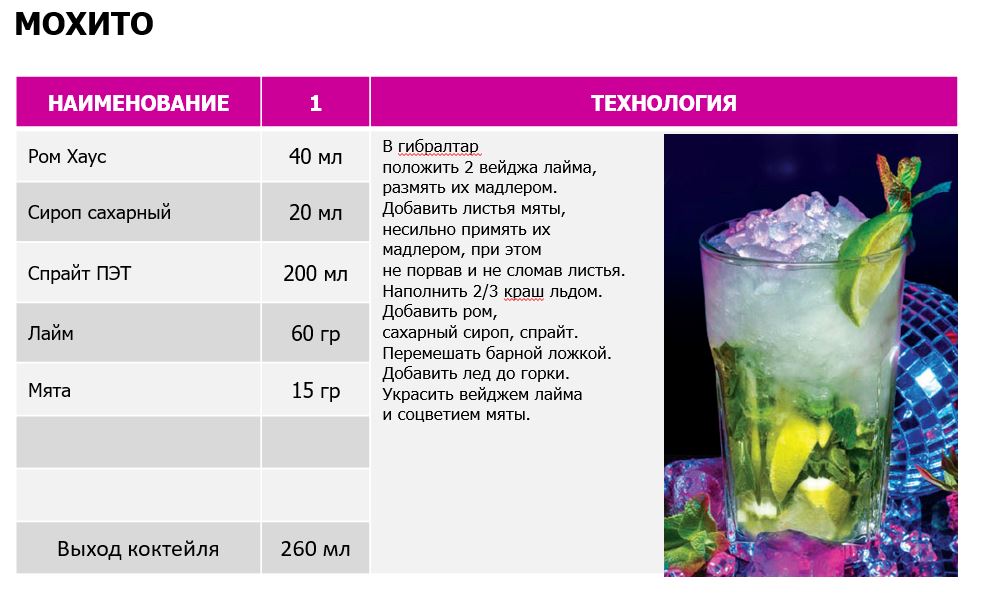 МОХИТО
НАИМЕНОВАНИЕ 1 ТЕХНОЛОГИЯ
Ром Хаус 40 мл
Сироп сахарный 20 мл
Спрайт ПЭТ 200 мл
Лайм 60 гр
Мята 15 гр
Выход коктейля 260 мл
В гибралтар
положить 2 вейджа лайма,
размять их мадлером.
Добавить листья мяты,
несильно примять их
мадлером, при этом
не порвав и не сломав листья.
Наполнить 2/3 краш льдом.
Добавить ром,
сахарный сироп, спрайт.
Перемешать барной ложкой.
Добавить лед до горки.
Украсить вейджем лайма
и соцветием мяты.